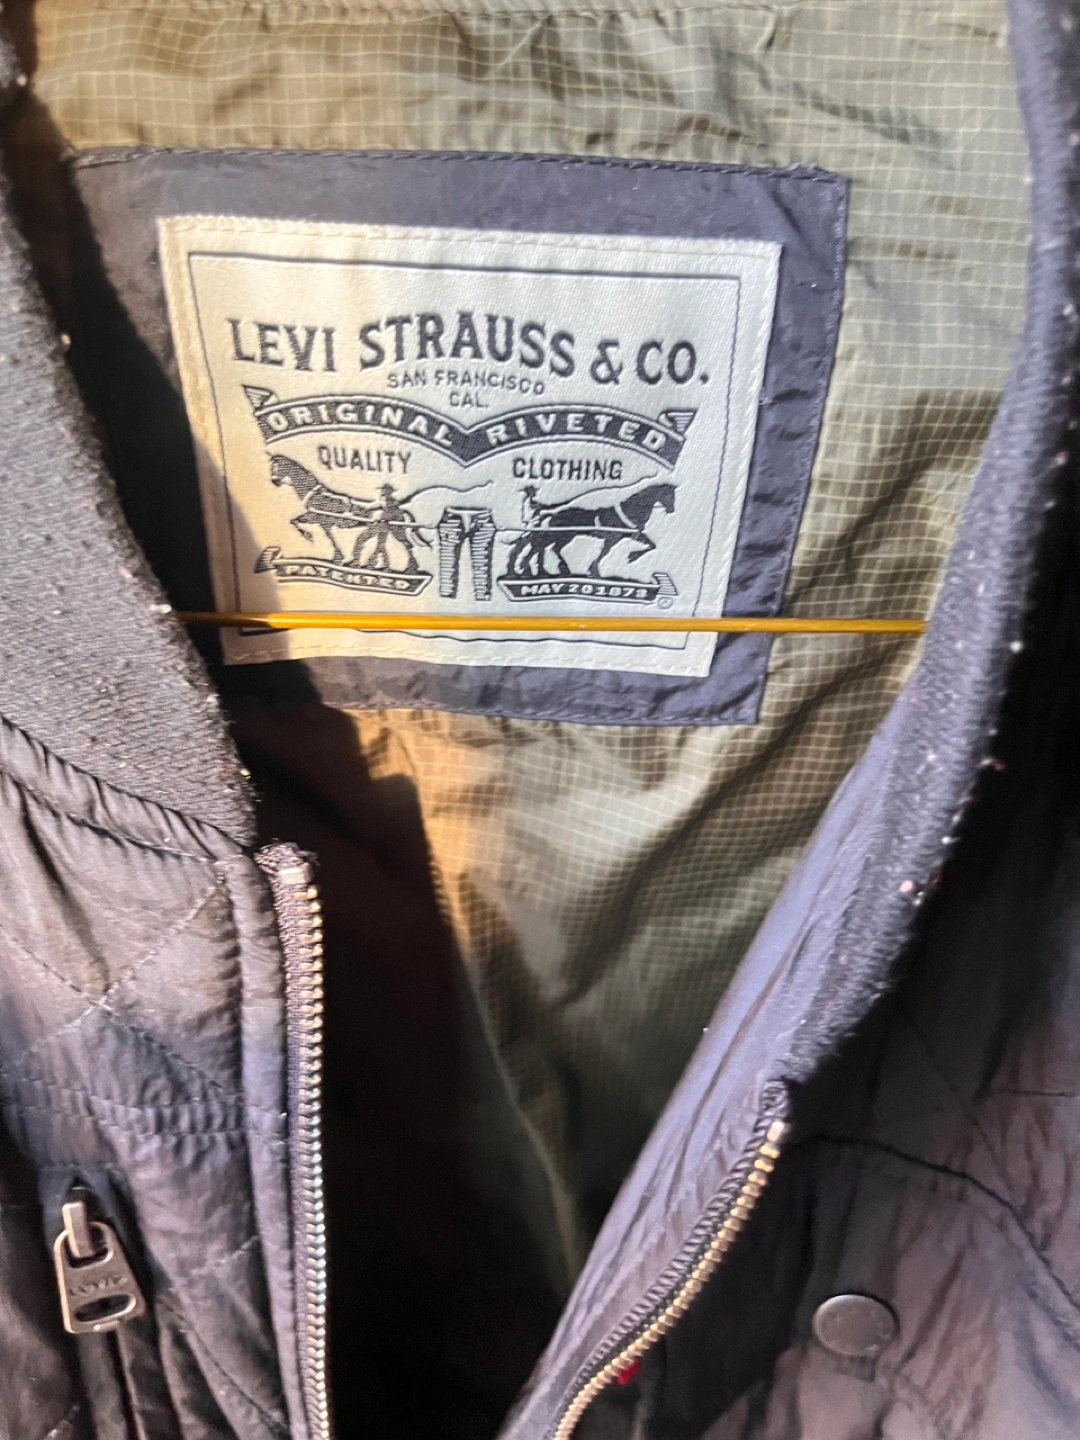 LEVI STRAUSS & CO.
SAN FRANCISCO
CAL.
ORIGINAL RIVETED
QUALITY CLOTHING
PATENTED MAY 20 1873
®